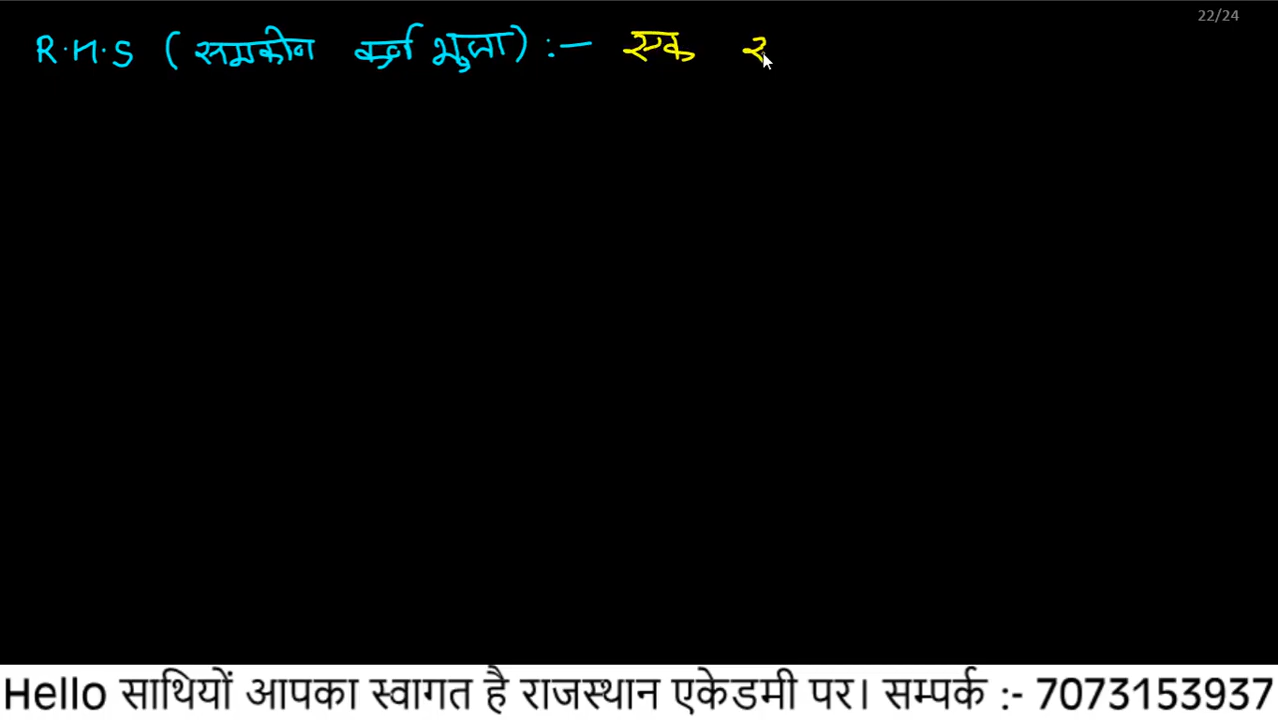 22/24
R.H.S (समकोण कर्ण भुजा) :- एक स
Hello साथियों आपका स्वागत है राजस्थान एकेडमी पर। सम्पर्क :- 7073153937